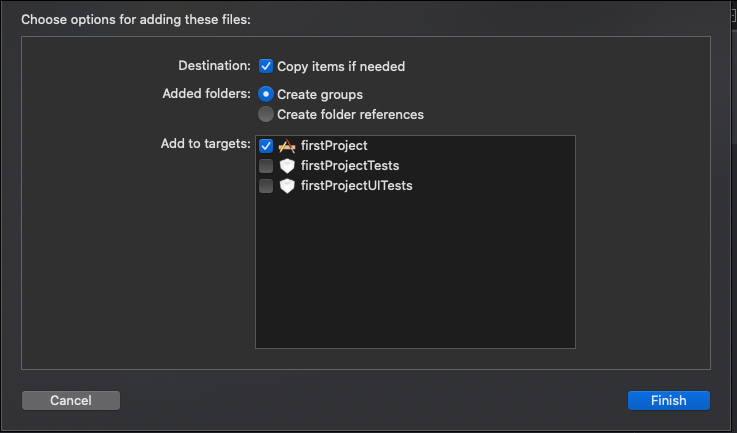 Choose options for adding these files:
Destination: Copy items if needed
Added folders: Create groups
Create folder references
Add to targets: firstProject
firstProjectTests
firstProjectUITests
Cancel Finish